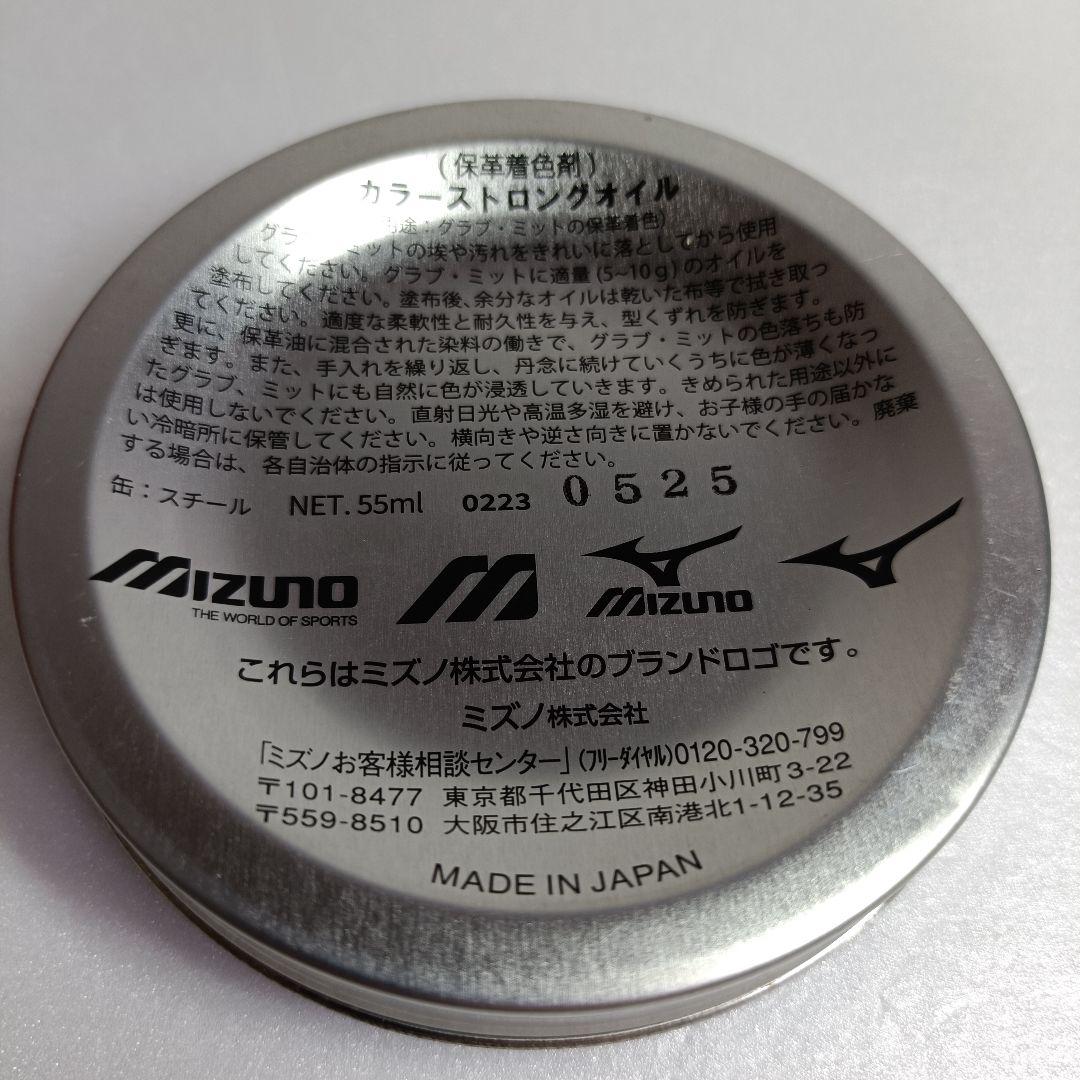 (保革着色剤)
カラーストロングオイル
途:グラブ・ミットの保革着色)
グラ ミットの埃や汚れをきれいに落としてから使用
してください。グラブ・ミットに適量(5~10g)のオイルを
塗布してください。塗布後、余分なオイルは乾いた布等で拭き取っ
てください。適度な柔軟性と耐久性を与え、型くずれを防ぎます。
更に、保革油に混合された染料の働きで、グラブ・ミットの色落ちも防
ぎます。また、手入れを繰り返し、丹念に続けていくうちに色が薄くなっ
たグラブ、ミットにも自然に色が浸透していきます。きめられた用途以外に
は使用しないでください。直射日光や高温多湿を避け、お子様の手の届かな
い冷暗所に保管してください。横向きや逆さ向きに置かないでください。廃棄
する場合は、各自治体の指示に従ってください。
缶:スチール NET. 55ml 0223 0525
MIZUNO M MIZUNO
THE WORLD OF SPORTS
これらはミズノ株式会社のブランドロゴです。
ミズノ株式会社
「ミズノお客様相談センター」(フリーダイヤル)0120-320-799
〒101-8477 東京都千代田区神田小川町3-22
〒559-8510 大阪市住之江区南港北1-12-35
MADE IN JAPAN